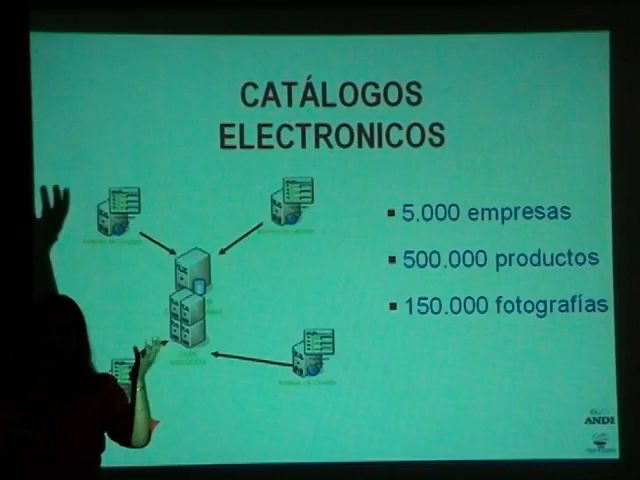 CATÁLOGOS
ELECTRONICOS
5.000 empresas
500.000 productos
150.000 fotografías
ANDI